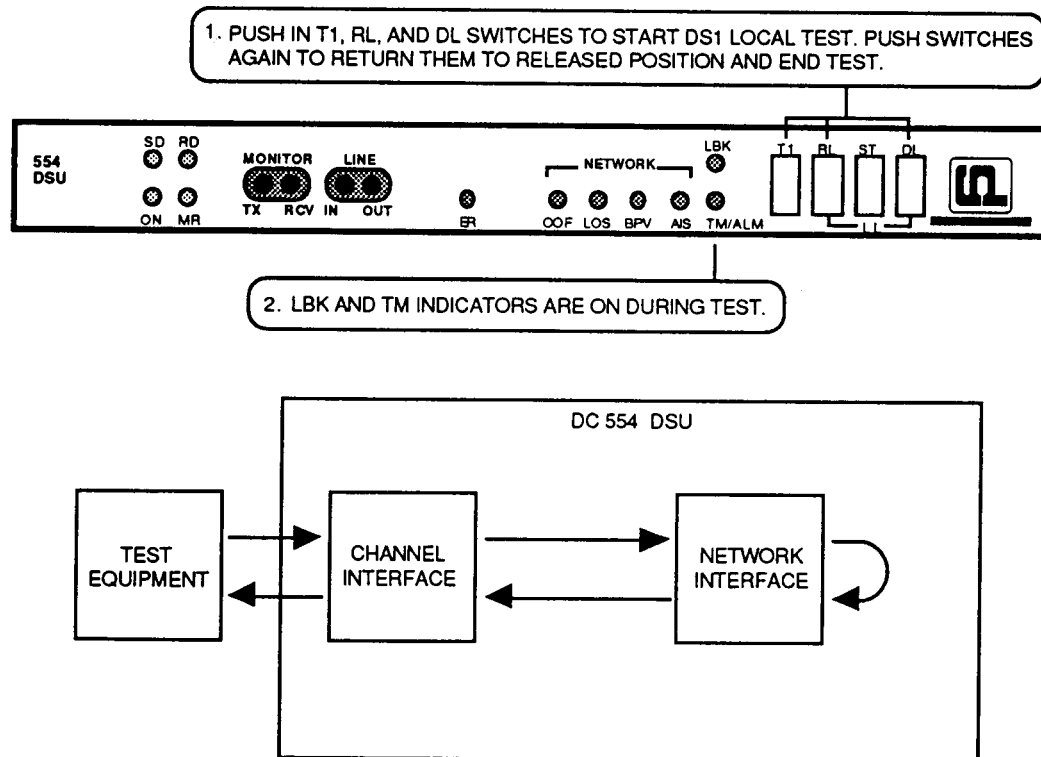 1. PUSH IN T1, RL, AND DL SWITCHES TO START DS1 LOCAL TEST. PUSH SWITCHES
AGAIN TO RETURN THEM TO RELEASED POSITION AND END TEST.
554
DSU
SD RD
ON MR
MONITOR
TX RCV
LINE
IN OUT
ER
NETWORK
OOF LOS BPV AIS
LBK
TM/ALM
T1 RL ST DL
LL
2. LBK AND TM INDICATORS ARE ON DURING TEST.
DC 554 DSU
TEST
EQUIPMENT
CHANNEL
INTERFACE
NETWORK
INTERFACE